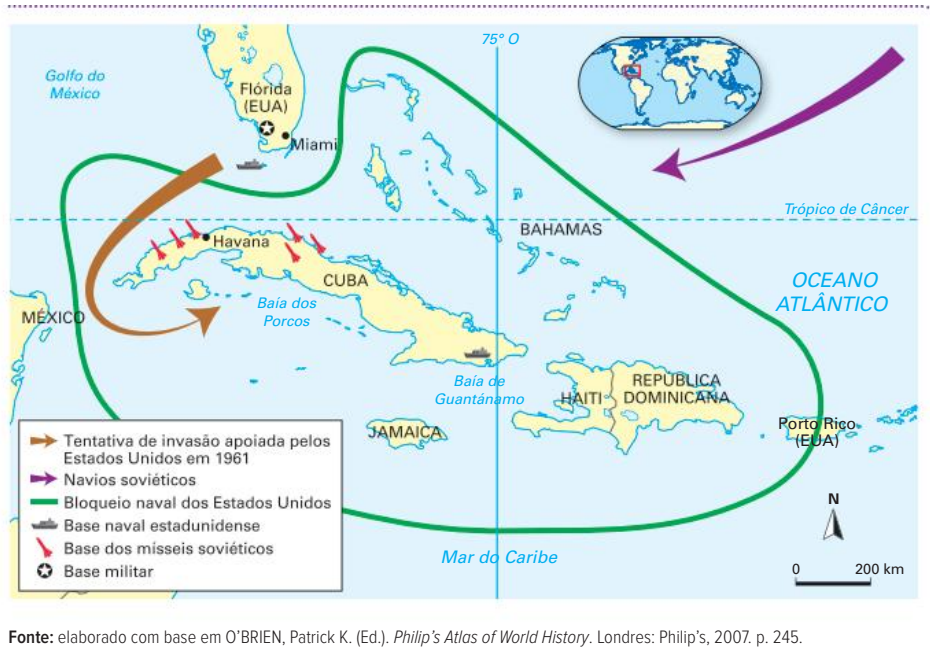 75° O
Golfo do
México
Flórida
(EUA)
Miami
Trópico de Câncer
Havana
BAHAMAS
CUBA
OCEANO
ATLÂNTICO
Baía dos
Porcos
MÉXICO
Baía de
Guantánamo
HAITI
REPÚBLICA
DOMINICANA
JAMAICA
Porto Rico
(EUA)
Tentativa de invasão apoiada pelos
Estados Unidos em 1961
Navios soviéticos
Bloqueio naval dos Estados Unidos
Base naval estadunidense
Base dos mísseis soviéticos
Base militar
Mar do Caribe
N
0 200 km
Fonte: elaborado com base em O’BRIEN, Patrick K. (Ed.). Philip’s Atlas of World History. Londres: Philip’s, 2007. p. 245.